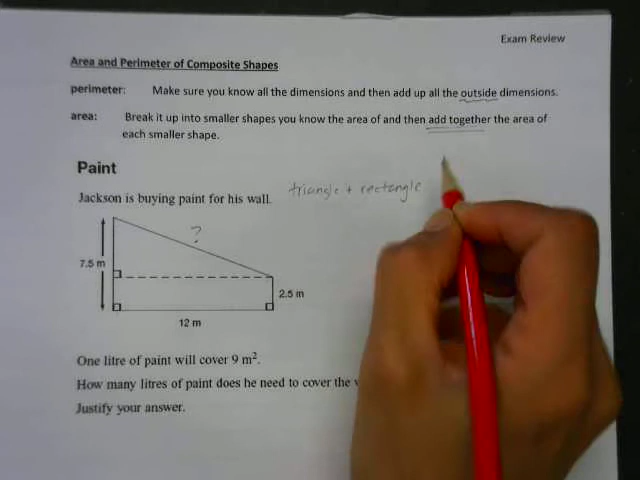 Exam Review
Area and Perimeter of Composite Shapes
perimeter: Make sure you know all the dimensions and then add up all the outside dimensions.
area: Break it up into smaller shapes you know the area of and then add together the area of
each smaller shape.
Paint
triangle + rectangle
Jackson is buying paint for his wall.
?
7.5 m
2.5 m
12 m
One litre of paint will cover 9 m².
How many litres of paint does he need to cover the
Justify your answer.